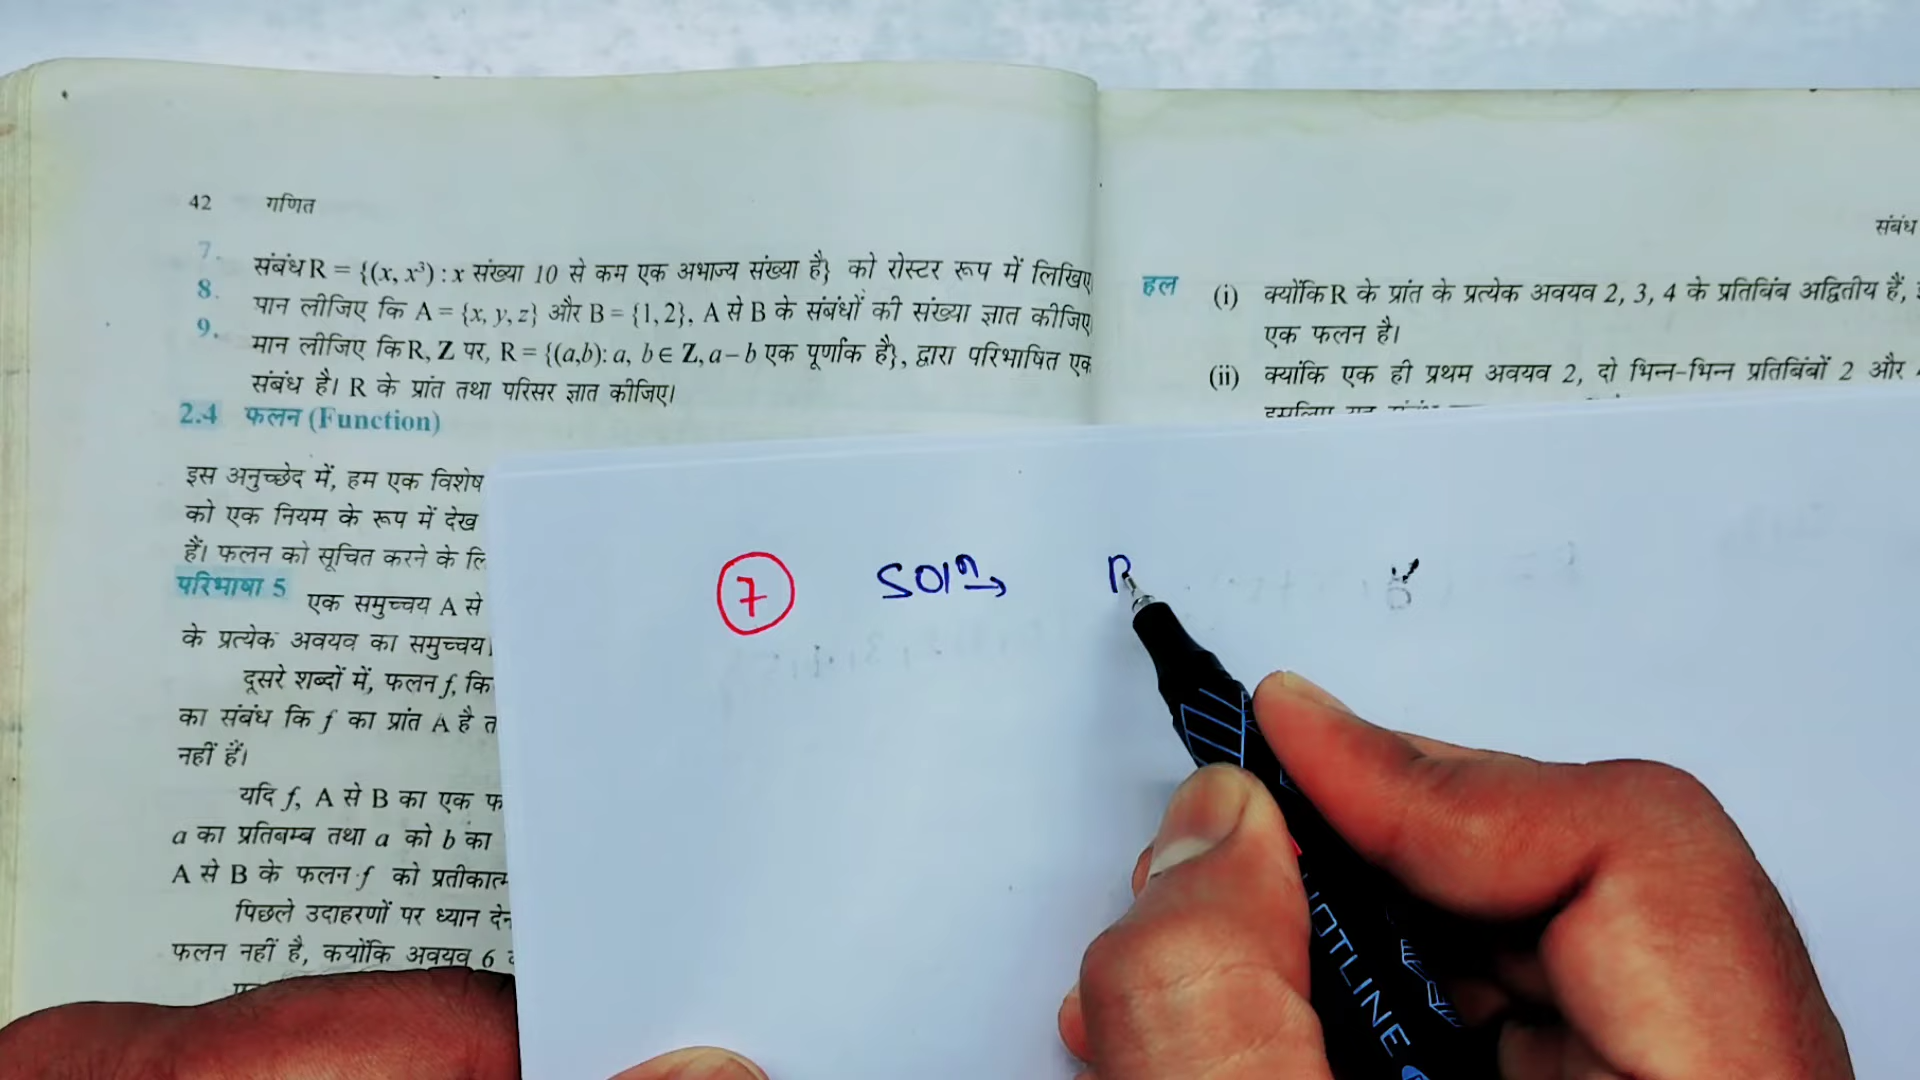 42 गणित
7. संबंध R = {(x, x³) : x संख्या 10 से कम एक अभाज्य संख्या है} को रोस्टर रूप में लिखिए
8. पान लीजिए कि A = {x, y, z} और B = {1, 2}, A से B के संबंधों की संख्या ज्ञात कीजिए
9. मान लीजिए कि R, Z पर, R = {(a,b): a, b ∈ Z, a – b एक पूर्णांक है}, द्वारा परिभाषित एक
संबंध है। R के प्रांत तथा परिसर ज्ञात कीजिए।
2.4 फलन (Function)
इस अनुच्छेद में, हम एक विशेष
को एक नियम के रूप में देख
हैं। फलन को सूचित करने के
परिभाषा 5 एक समुच्चय A से
के प्रत्येक अवयव का समुच्चय
दूसरे शब्दों में, फलन f,
का संबंध कि f का प्रांत A है
नहीं हैं।
यदि f, A से B का एक
a का प्रतिबम्ब तथा a को b का
A से B के फलन f को
पिछले उदाहरणों पर ध्यान
फलन नहीं है, कयोंकि अवयव 6
संबंध
हल (i) क्योंकि R के प्रांत के प्रत्येक अवयव 2, 3, 4 के प्रतिबिंब अद्वितीय हैं,
एक फलन है।
(ii) क्यांकि एक ही प्रथम अवयव 2, दो भिन्न-भिन्न प्रतिबिंबों 2 और
7 Solⁿ→ R
HOTLINE